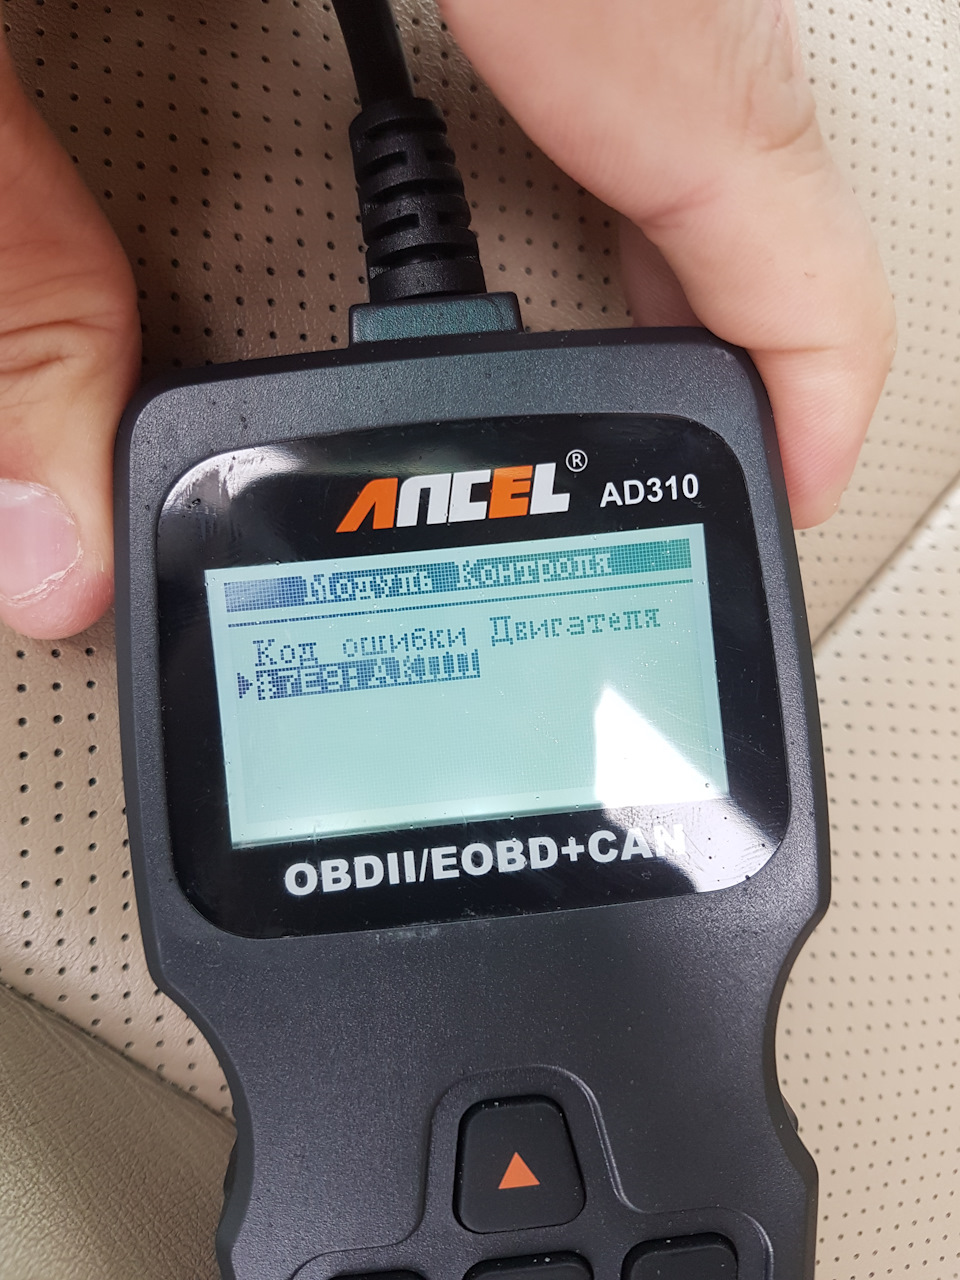 ANCEL® AD310
Модуль Контроля
Код ошибки Двигателя
OBDII/EOBD+CAN